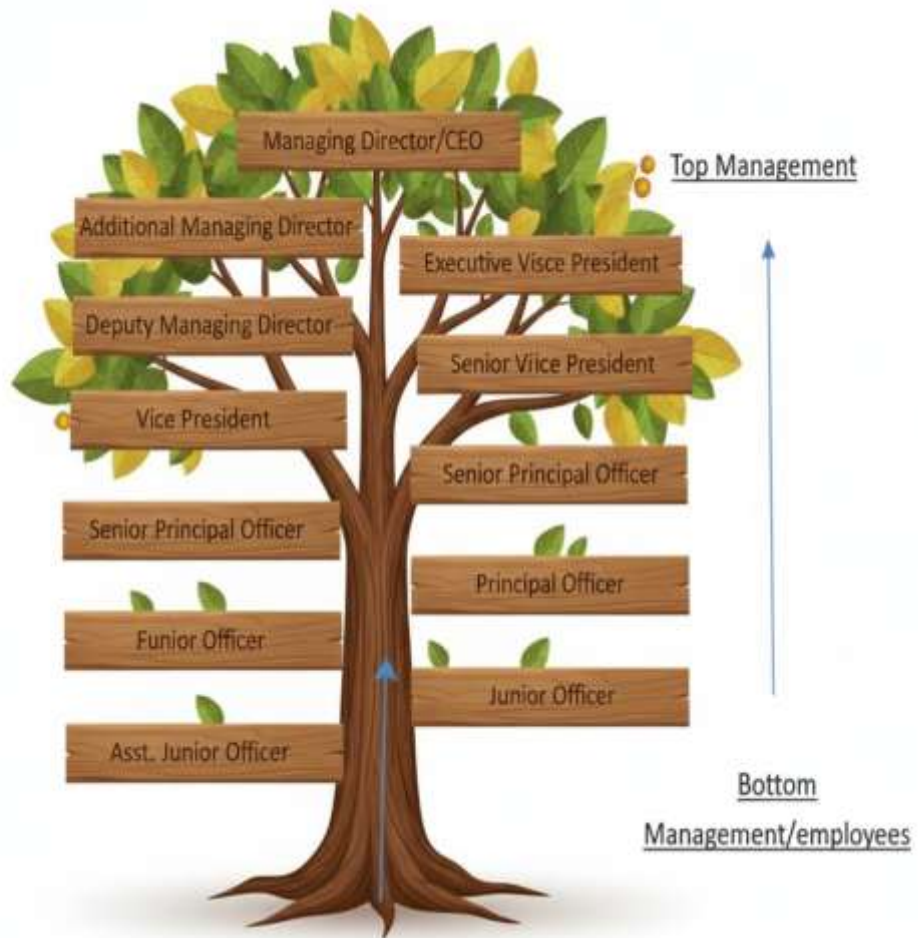 Managing Director/CEO
Top Management
Additional Managing Director
Executive Visce President
Deputy Managing Director
Senior Viice President
Vice President
Senior Principal Officer
Senior Principal Officer
Principal Officer
Funior Officer
Junior Officer
Asst. Junior Officer
Bottom
Management/employees